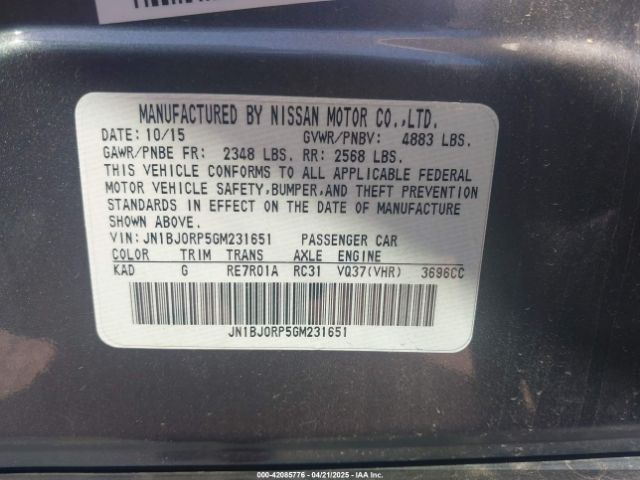 MANUFACTURED BY NISSAN MOTOR CO.,LTD.
DATE: 10/15 GVWR/PNBV: 4883 LBS.
GAWR/PNBE FR: 2348 LBS. RR: 2568 LBS.
THIS VEHICLE CONFORMS TO ALL APPLICABLE FEDERAL
MOTOR VEHICLE SAFETY,BUMPER,AND THEFT PREVENTION
STANDARDS IN EFFECT ON THE DATE OF MANUFACTURE
SHOWN ABOVE.
VIN: JN1BJ0RP5GM231651 PASSENGER CAR
COLOR TRIM TRANS AXLE ENGINE
KAD G RE7R01A RC31 VQ37(VHR) 3696CC
JN1BJ0RP5GM231651
000-42085776 - 04/21/2025 - IAAI, Inc.